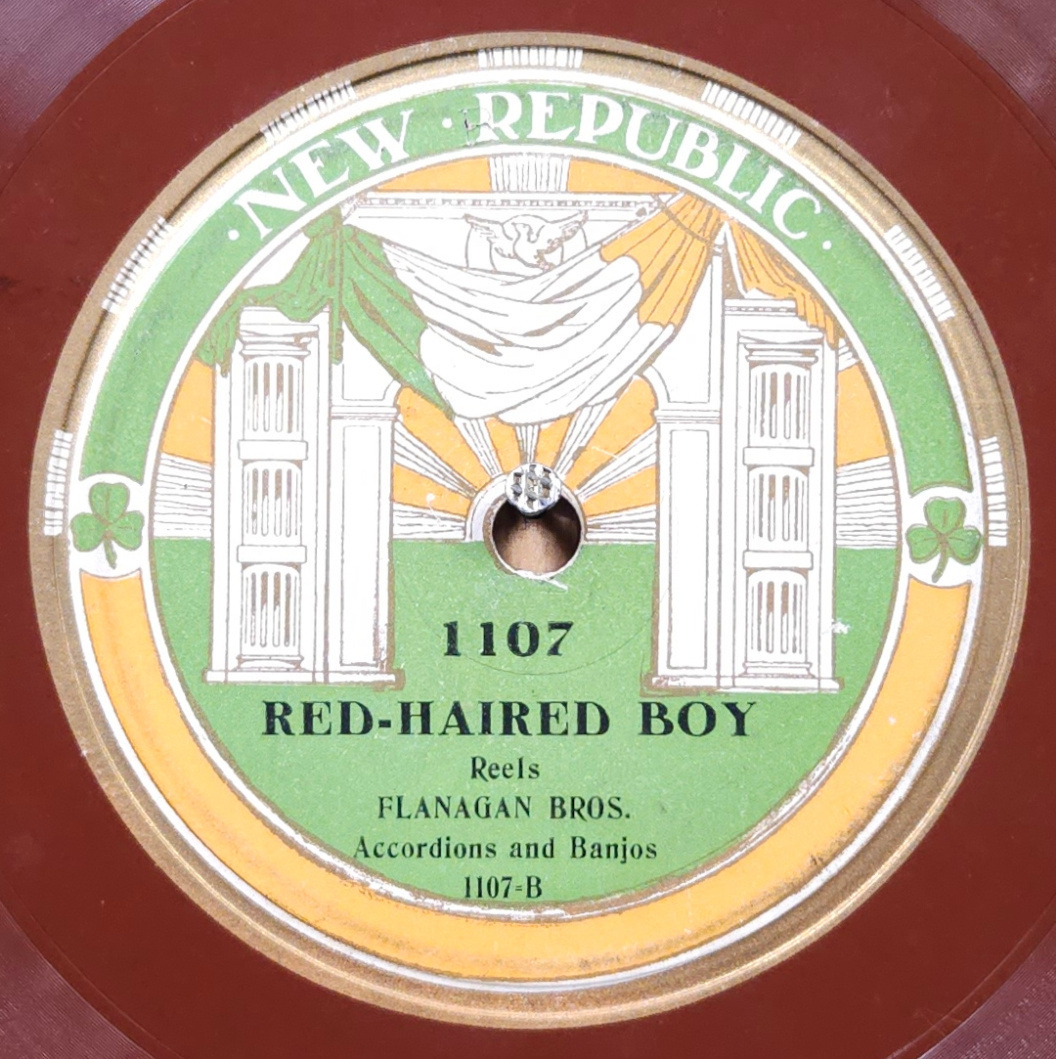 · NEW · REPUBLIC ·
1107
RED-HAIRED BOY
Reels
FLANAGAN BROS.
Accordions and Banjos
1107-B